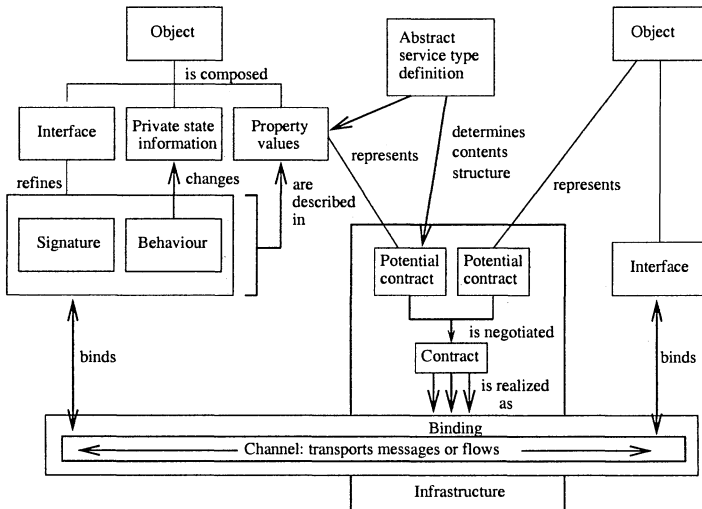 Object
Abstract
service type
definition
Object
is composed
Interface
Private state
information
Property
values
determines
contents
structure
represents
represents
refines
changes
are
described
in
Signature
Behaviour
Potential
contract
Potential
contract
Interface
is negotiated
binds
Contract
binds
is realized
as
Binding
Channel: transports messages or flows
Infrastructure